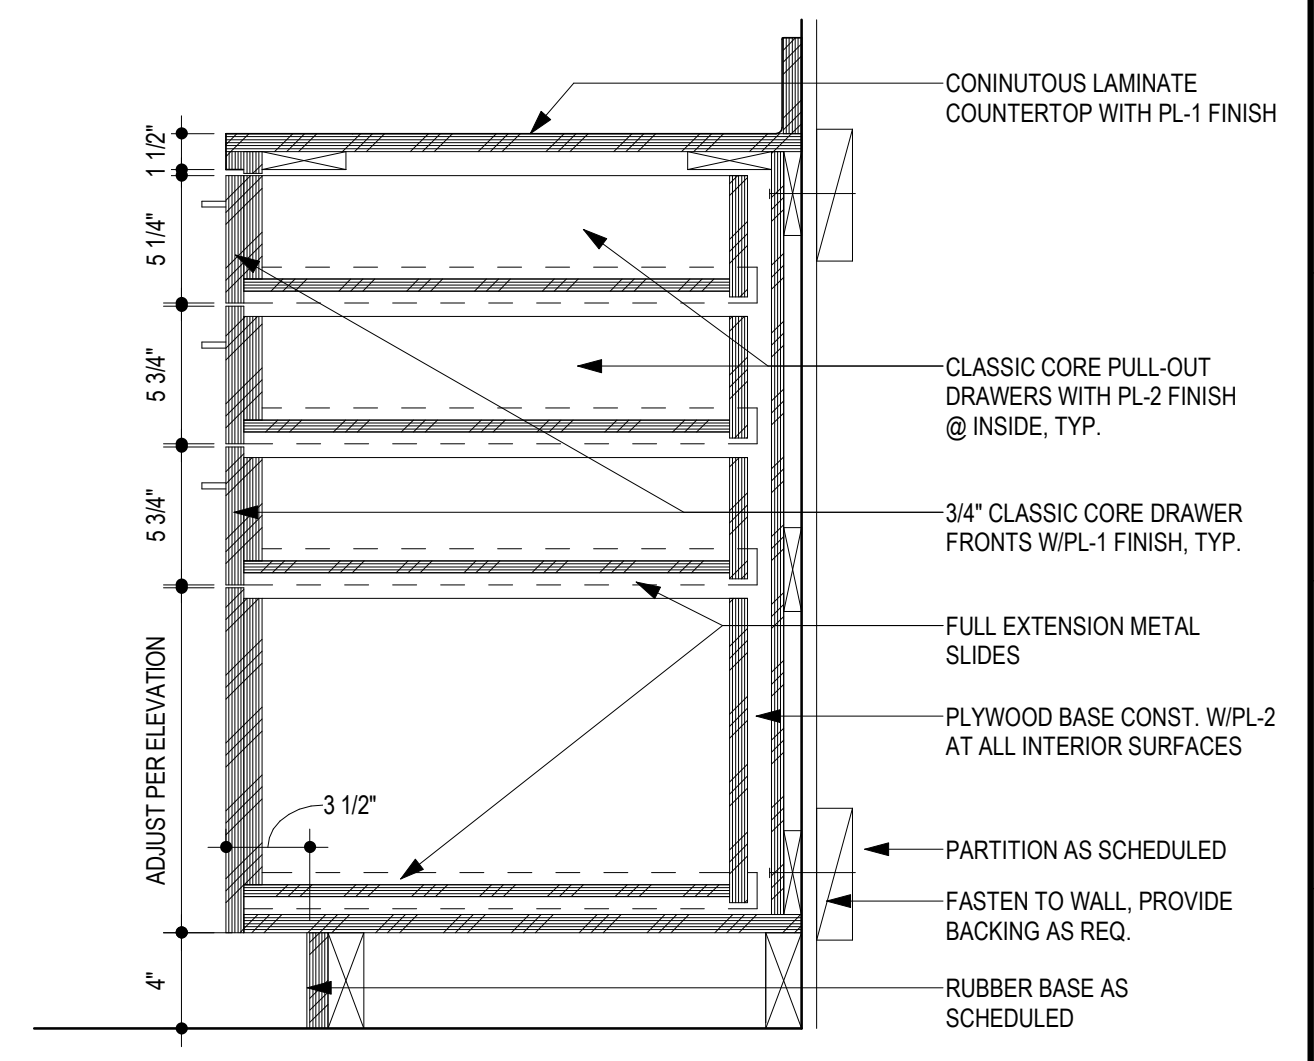 CONINUTOUS LAMINATE
COUNTERTOP WITH PL-1 FINISH
1 1/2"
5 1/4"
CLASSIC CORE PULL-OUT
DRAWERS WITH PL-2 FINISH
@ INSIDE, TYP.
5 3/4"
3/4" CLASSIC CORE DRAWER
FRONTS W/PL-1 FINISH, TYP.
5 3/4"
FULL EXTENSION METAL
SLIDES
PLYWOOD BASE CONST. W/PL-2
AT ALL INTERIOR SURFACES
ADJUST PER ELEVATION
3 1/2"
PARTITION AS SCHEDULED
FASTEN TO WALL, PROVIDE
BACKING AS REQ.
4"
RUBBER BASE AS
SCHEDULED